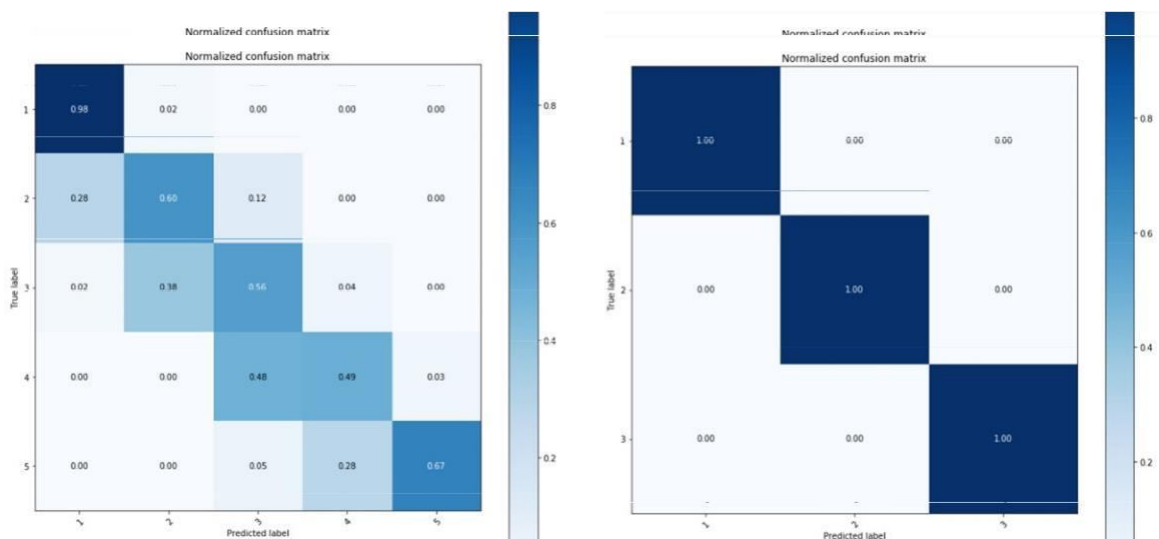 Normalized confusion matrix
Normalized confusion matrix
1 0.98 0.02 0.00 0.00 0.00
2 0.28 0.60 0.12 0.00 0.00
3 0.02 0.38 0.56 0.04 0.00
4 0.00 0.00 0.48 0.49 0.03
5 0.00 0.00 0.05 0.28 0.67
True label
1 2 3 4 5
Predicted label
0.8
0.6
0.4
0.2
Normalized confusion matrix
Normalized confusion matrix
1 1.00 0.00 0.00
2 0.00 1.00 0.00
3 0.00 0.00 1.00
True label
1 2 3
Predicted label
0.8
0.6
0.4
0.2